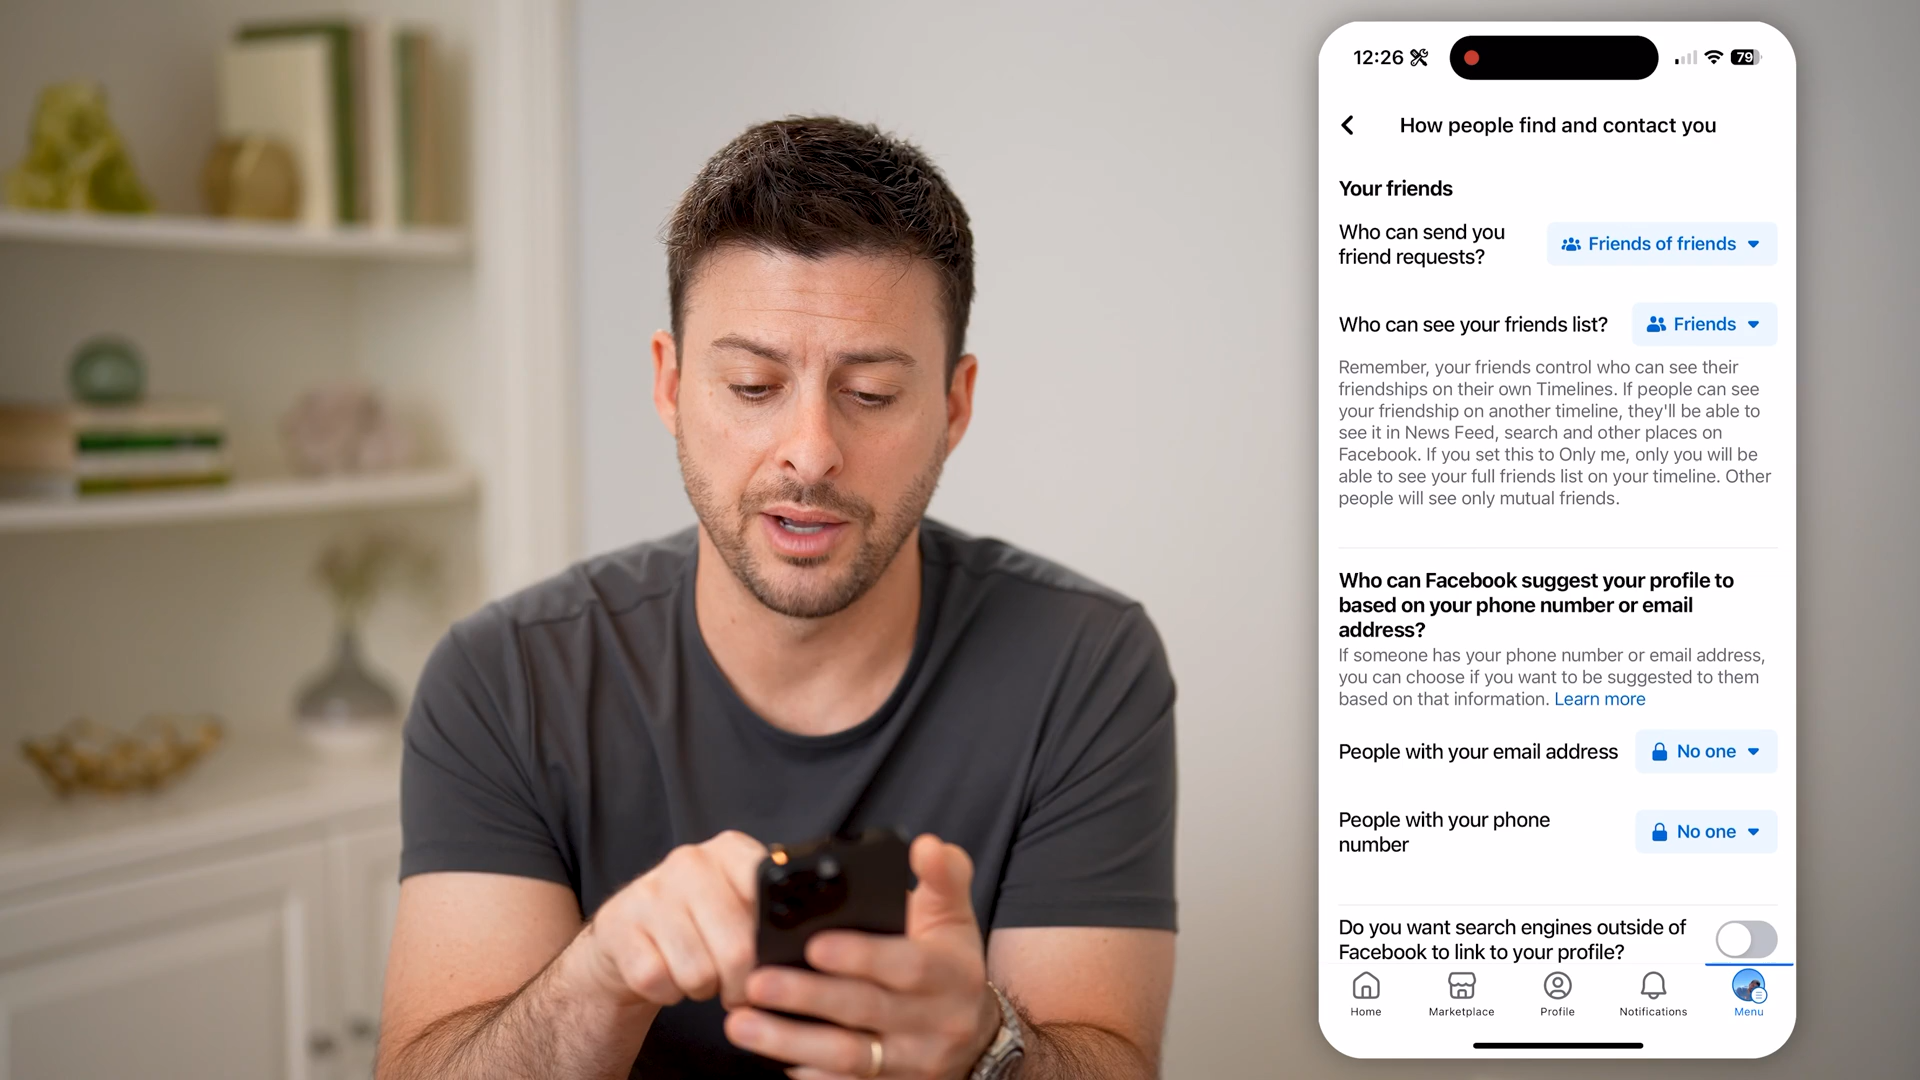 12:26
79
How people find and contact you
Your friends
Who can send you
friend requests?
Friends of friends
Who can see your friends list?
Friends
Remember, your friends control who can see their
friendships on their own Timelines. If people can see
your friendship on another timeline, they'll be able to
see it in News Feed, search and other places on
Facebook. If you set this to Only me, only you will be
able to see your full friends list on your timeline. Other
people will see only mutual friends.
Who can Facebook suggest your profile to
based on your phone number or email
address?
If someone has your phone number or email address,
you can choose if you want to be suggested to them
based on that information. Learn more
People with your email address
No one
People with your phone
number
No one
Do you want search engines outside of
Facebook to link to your profile?
Home
Marketplace
Profile
Notifications
Menu